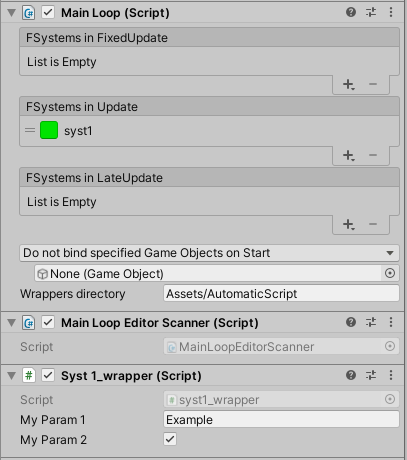 Main Loop (Script)
FSystems in FixedUpdate
List is Empty
FSystems in Update
syst1
FSystems in LateUpdate
List is Empty
Do not bind specified Game Objects on Start
None (Game Object)
Wrappers directory Assets/AutomaticScript
Main Loop Editor Scanner (Script)
Script MainLoopEditorScanner
Syst 1_wrapper (Script)
Script syst1_wrapper
My Param 1 Example
My Param 2